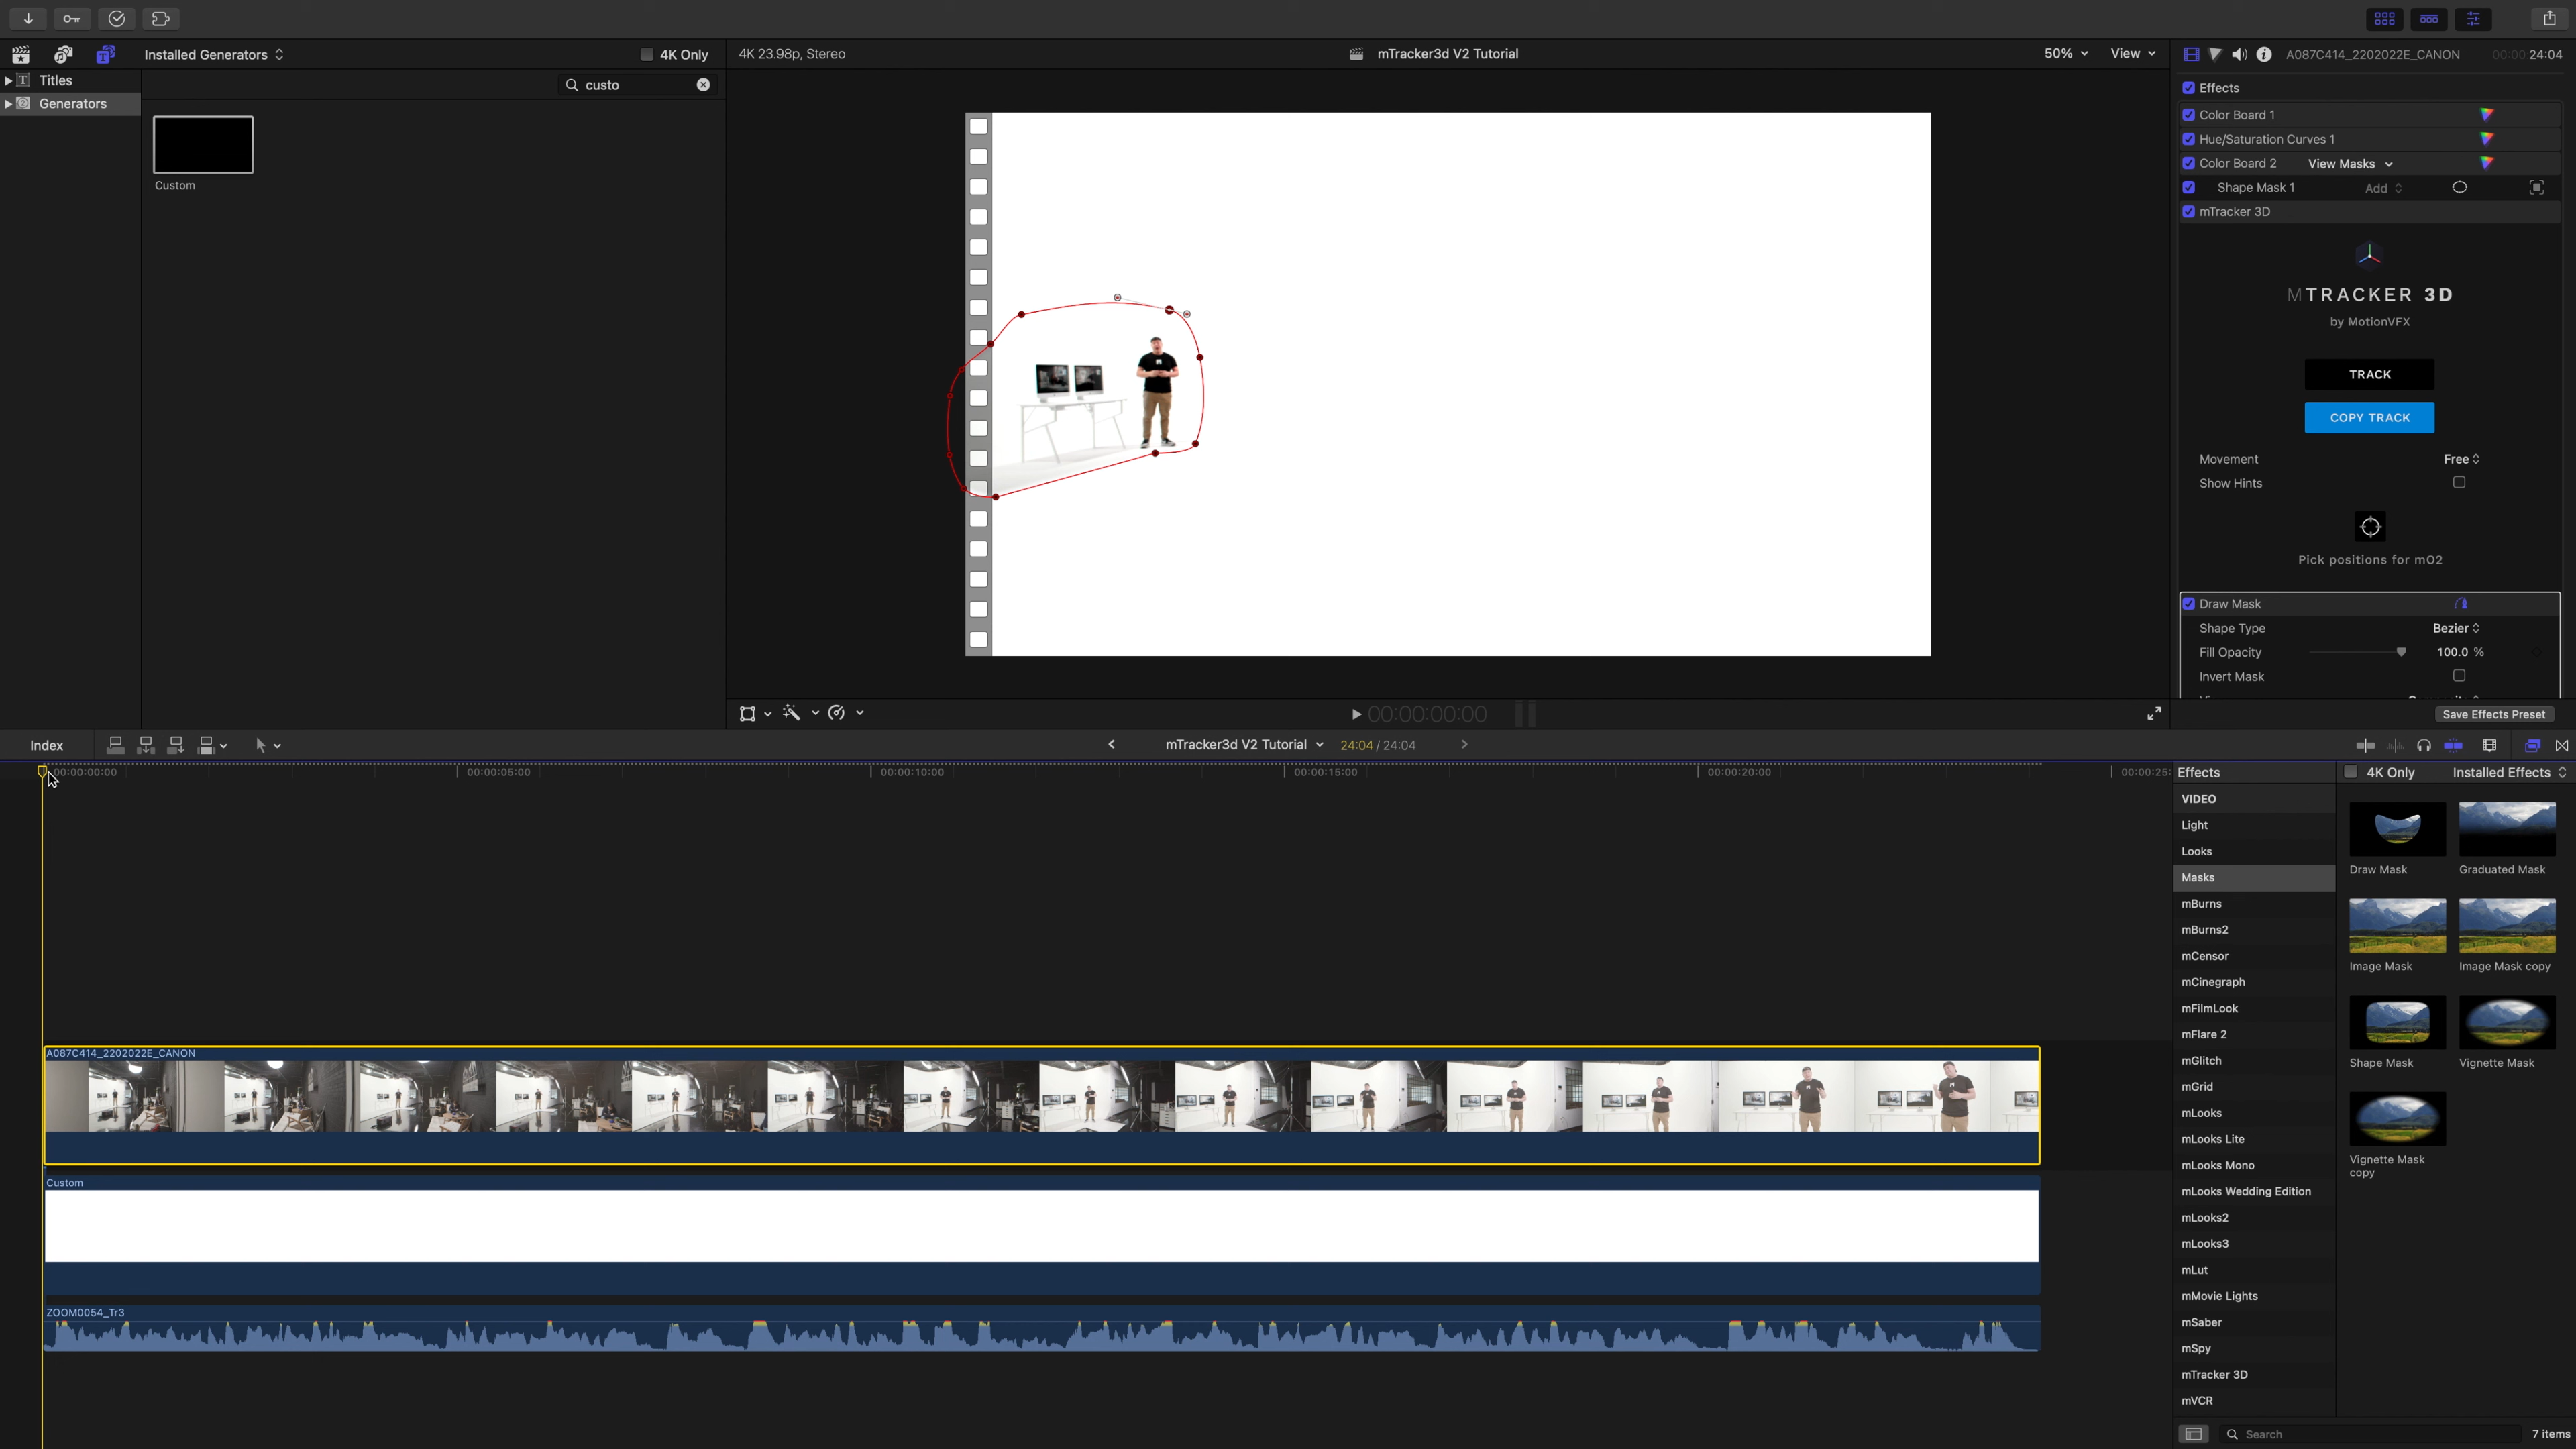 Installed Generators
4K Only
4K 23.98p, Stereo
mTracker3d V2 Tutorial
50%
View
A087C414_2202022E_CANON
00:00:24:04
Titles
Generators
custo
Custom
Effects
Color Board 1
Hue/Saturation Curves 1
Color Board 2
View Masks
Shape Mask 1
Add
mTracker 3D
MTRACKER 3D
by MotionVFX
TRACK
COPY TRACK
Movement
Free
Show Hints
Pick positions for mO2
Draw Mask
Shape Type
Bezier
Fill Opacity
100.0 %
Invert Mask
00:00:00:00
Save Effects Preset
Index
mTracker3d V2 Tutorial
24:04 / 24:04
00:00:00:00
00:00:05:00
00:00:10:00
00:00:15:00
00:00:20:00
00:00:25:
A087C414_2202022E_CANON
Custom
ZOOM0054_Tr3
Effects
4K Only
Installed Effects
VIDEO
Light
Looks
Masks
mBurns
mBurns2
mCensor
mCinegraph
mFilmLook
mFlare 2
mGlitch
mGrid
mLooks
mLooks Lite
mLooks Mono
mLooks Wedding Edition
mLooks2
mLooks3
mLut
mMovie Lights
mSaber
mSpy
mTracker 3D
mVCR
Draw Mask
Graduated Mask
Image Mask
Image Mask copy
Shape Mask
Vignette Mask
Vignette Mask
copy
Search
7 items